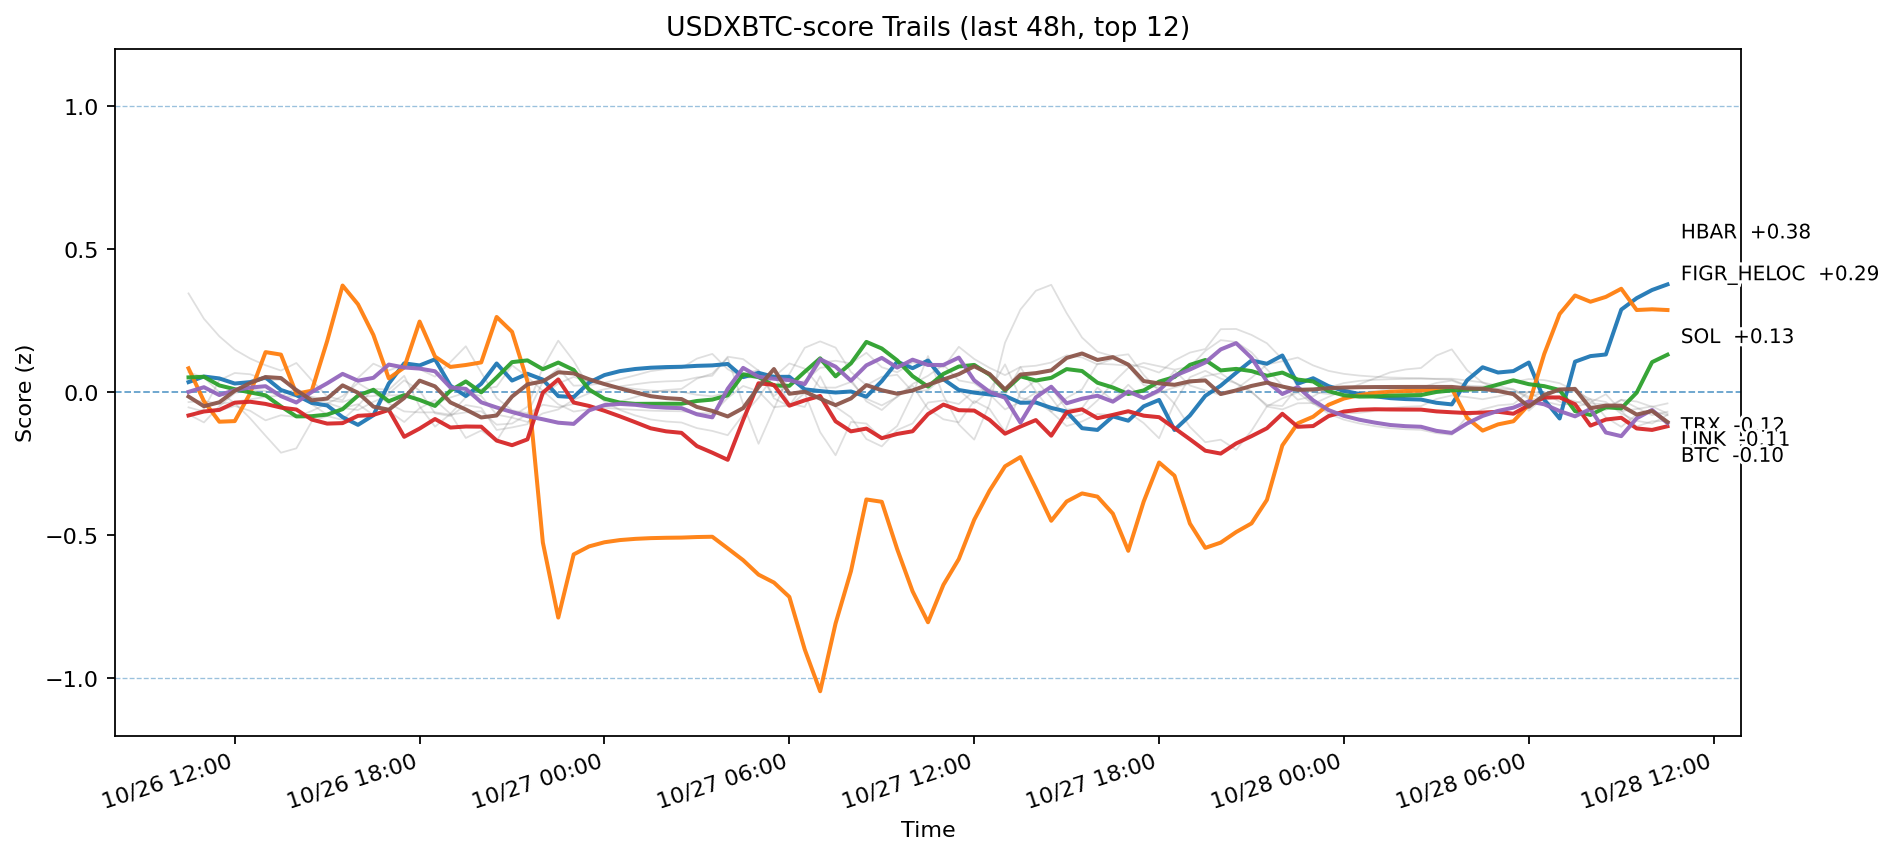 USDXBTC-score Trails (last 48h, top 12)
Score (z)
1.0
0.5
0.0
−0.5
−1.0
HBAR +0.38
FIGR_HELOC +0.29
SOL +0.13
TRX -0.12
LINK -0.11
BTC -0.10
10/26 12:00
10/26 18:00
10/27 00:00
10/27 06:00
10/27 12:00
10/27 18:00
10/28 00:00
10/28 06:00
10/28 12:00
Time